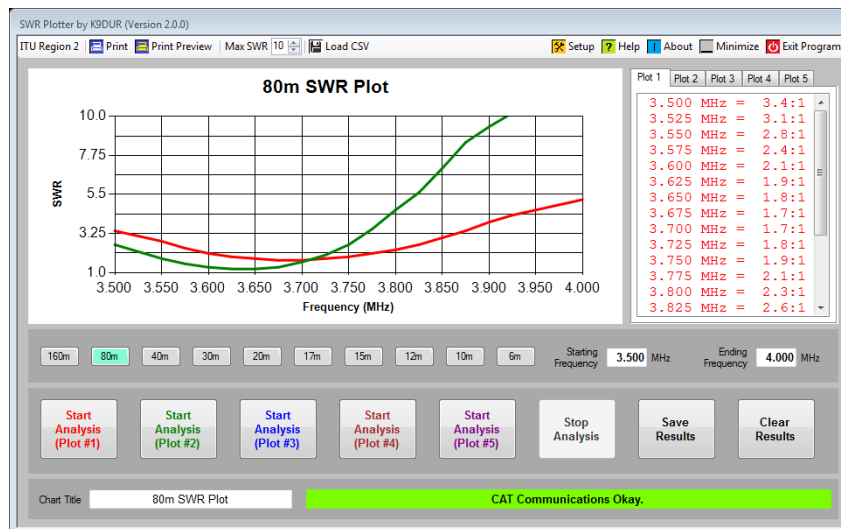 SWR Plotter by K9DUR (Version 2.0.0)
ITU Region 2 Print Print Preview Max SWR 10 Load CSV Setup ? Help About Minimize Exit Program
80m SWR Plot
10.0
7.75
5.5
3.25
1.0
SWR
3.500 3.550 3.600 3.650 3.700 3.750 3.800 3.850 3.900 3.950 4.000
Frequency (MHz)
Plot 1 Plot 2 Plot 3 Plot 4 Plot 5
3.500 MHz = 3.4:1
3.525 MHz = 3.1:1
3.550 MHz = 2.8:1
3.575 MHz = 2.4:1
3.600 MHz = 2.1:1
3.625 MHz = 1.9:1
3.650 MHz = 1.8:1
3.675 MHz = 1.7:1
3.700 MHz = 1.7:1
3.725 MHz = 1.8:1
3.750 MHz = 1.9:1
3.775 MHz = 2.1:1
3.800 MHz = 2.3:1
3.825 MHz = 2.6:1
160m 80m 40m 30m 20m 17m 15m 12m 10m 6m
Starting
Frequency
3.500 MHz
Ending
Frequency
4.000 MHz
Start
Analysis
(Plot #1)
Start
Analysis
(Plot #2)
Start
Analysis
(Plot #3)
Start
Analysis
(Plot #4)
Start
Analysis
(Plot #5)
Stop
Analysis
Save
Results
Clear
Results
Chart Title 80m SWR Plot CAT Communications Okay.